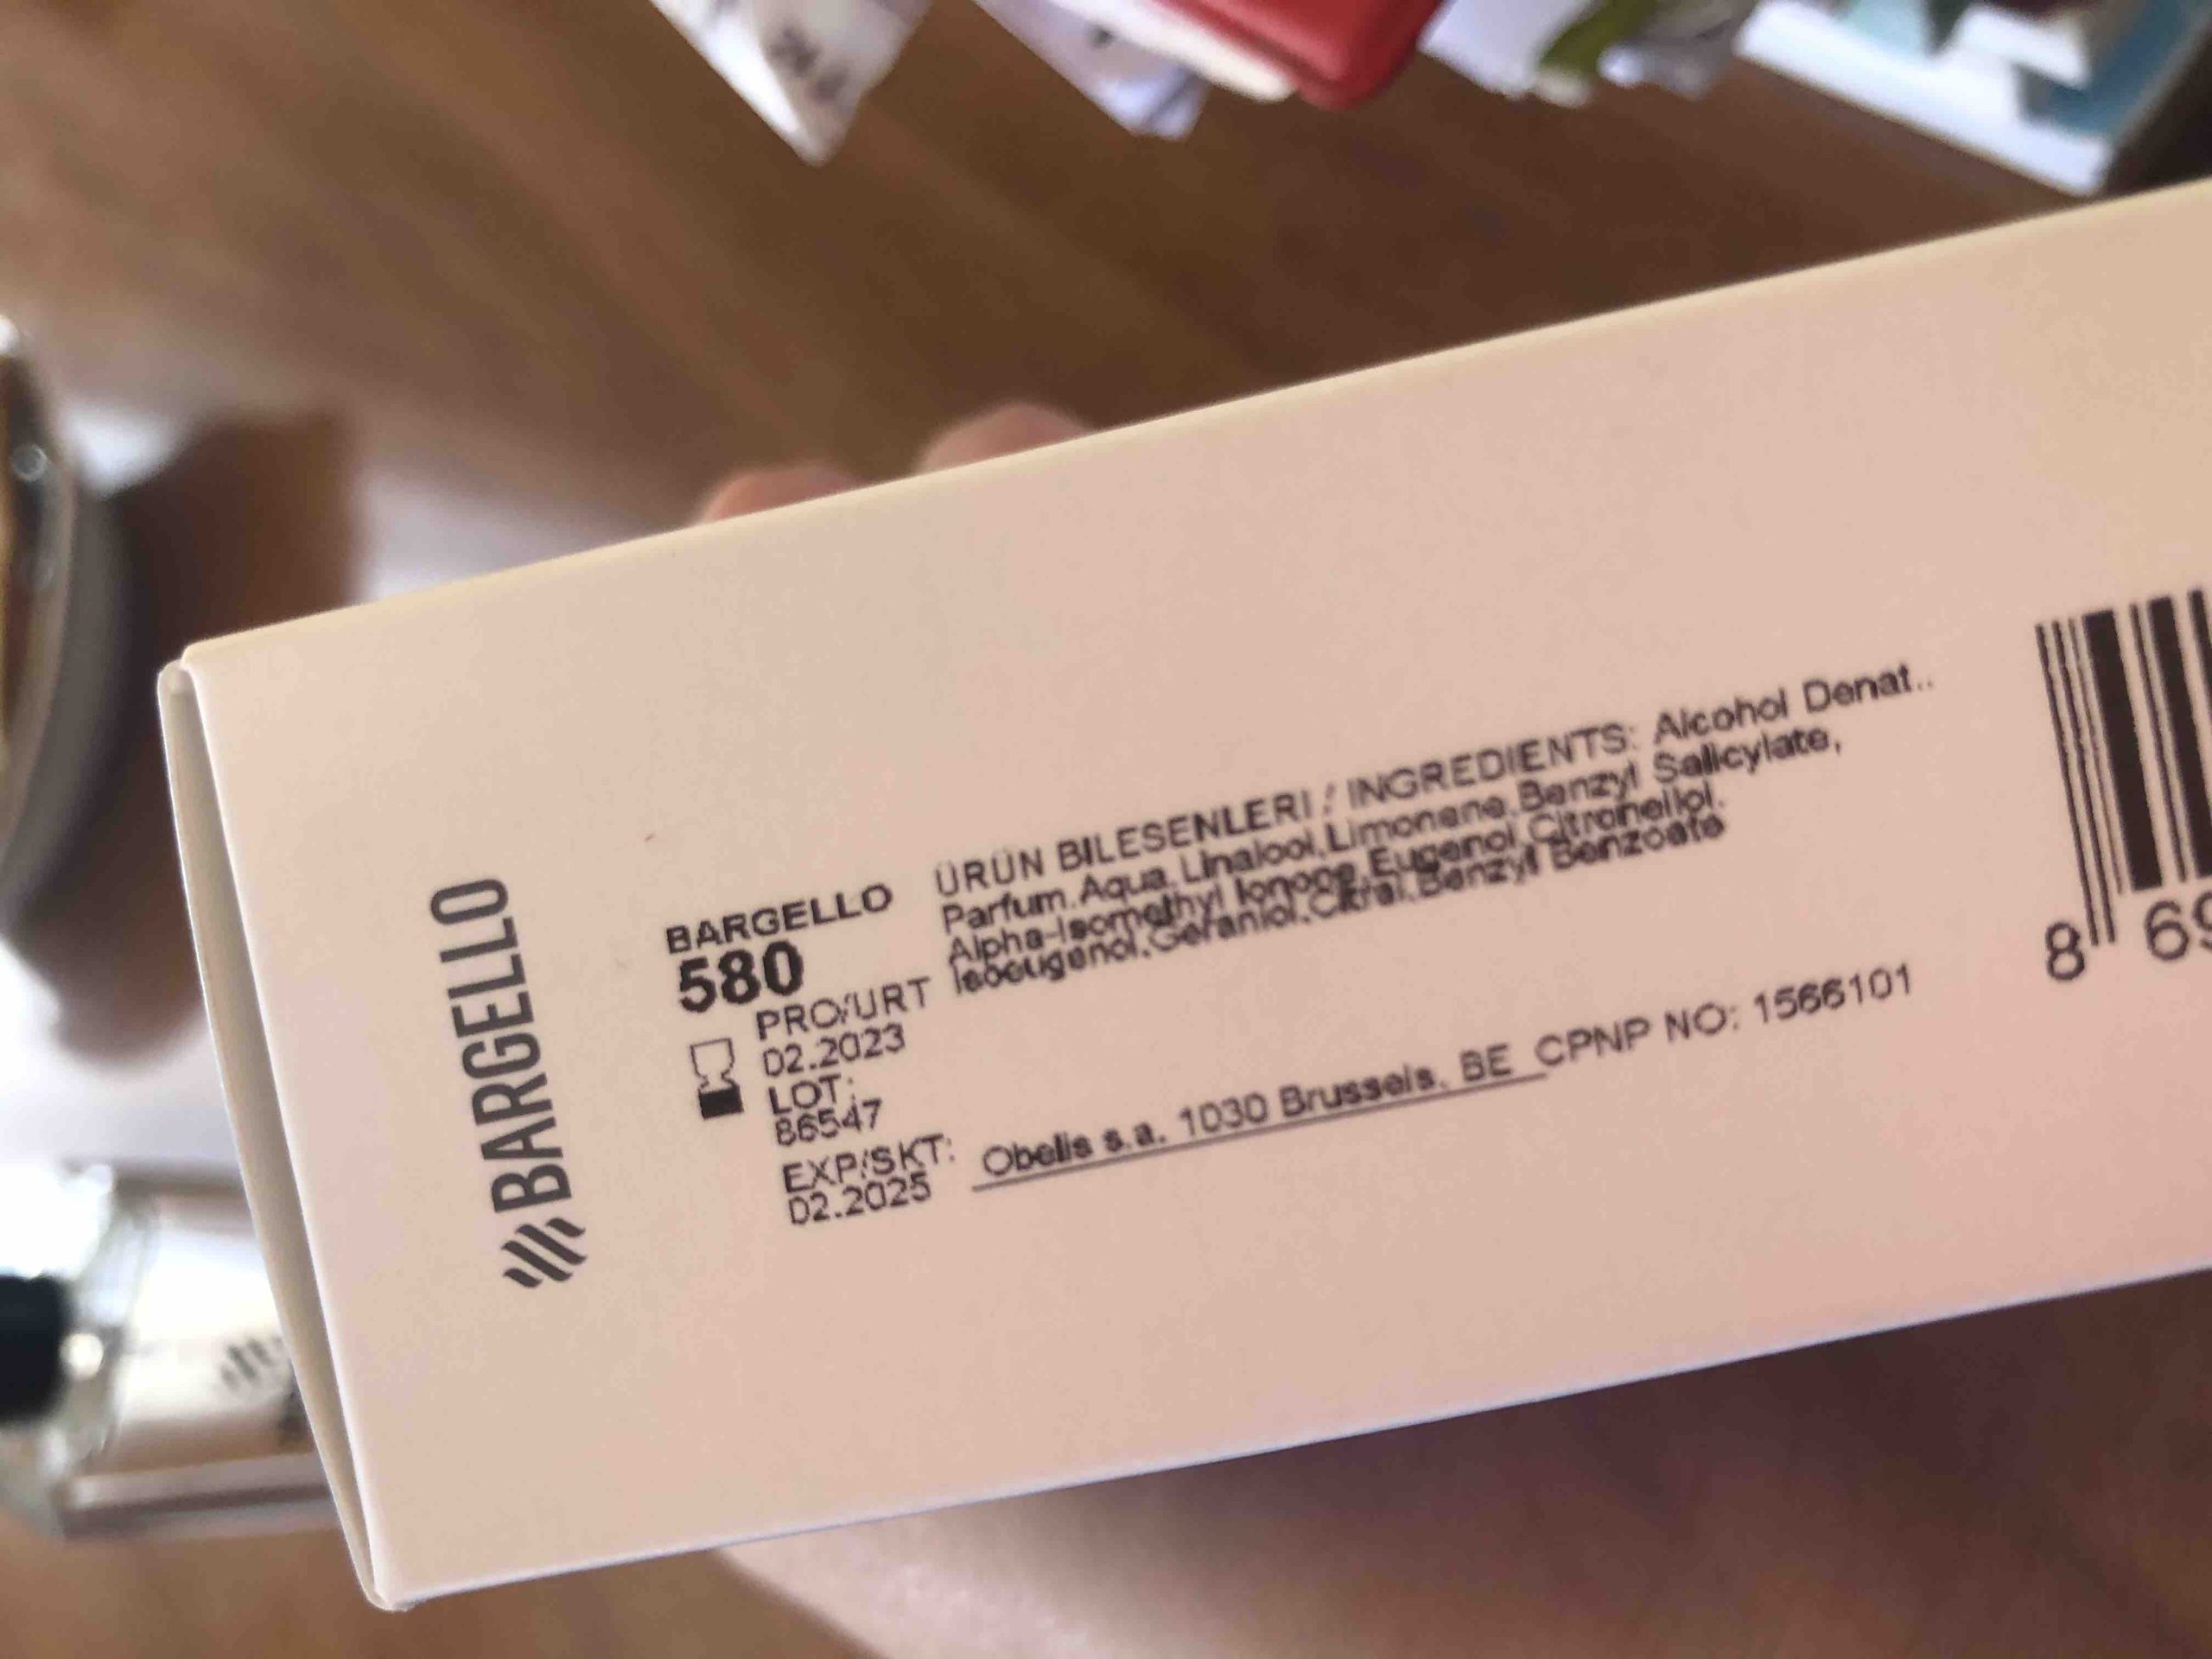 BARGELLO
BARGELLO
580
PRO/URT
02.2023
LOT:
86547
EXP/SKT:
02.2025
ÜRÜN BILESENLERI / INGREDIENTS: Alcohol Denat..
Parfum,Aqua,Linalool,Limonene,Benzyl Salicylate,
Alpha-Isomethyl Ionone,Eugenol,Citronellol,
Isoeugenol,Geraniol,Citral,Benzyl Benzoate
Obelis s.a. 1030 Brussels, BE CPNP NO: 1566101
8 69